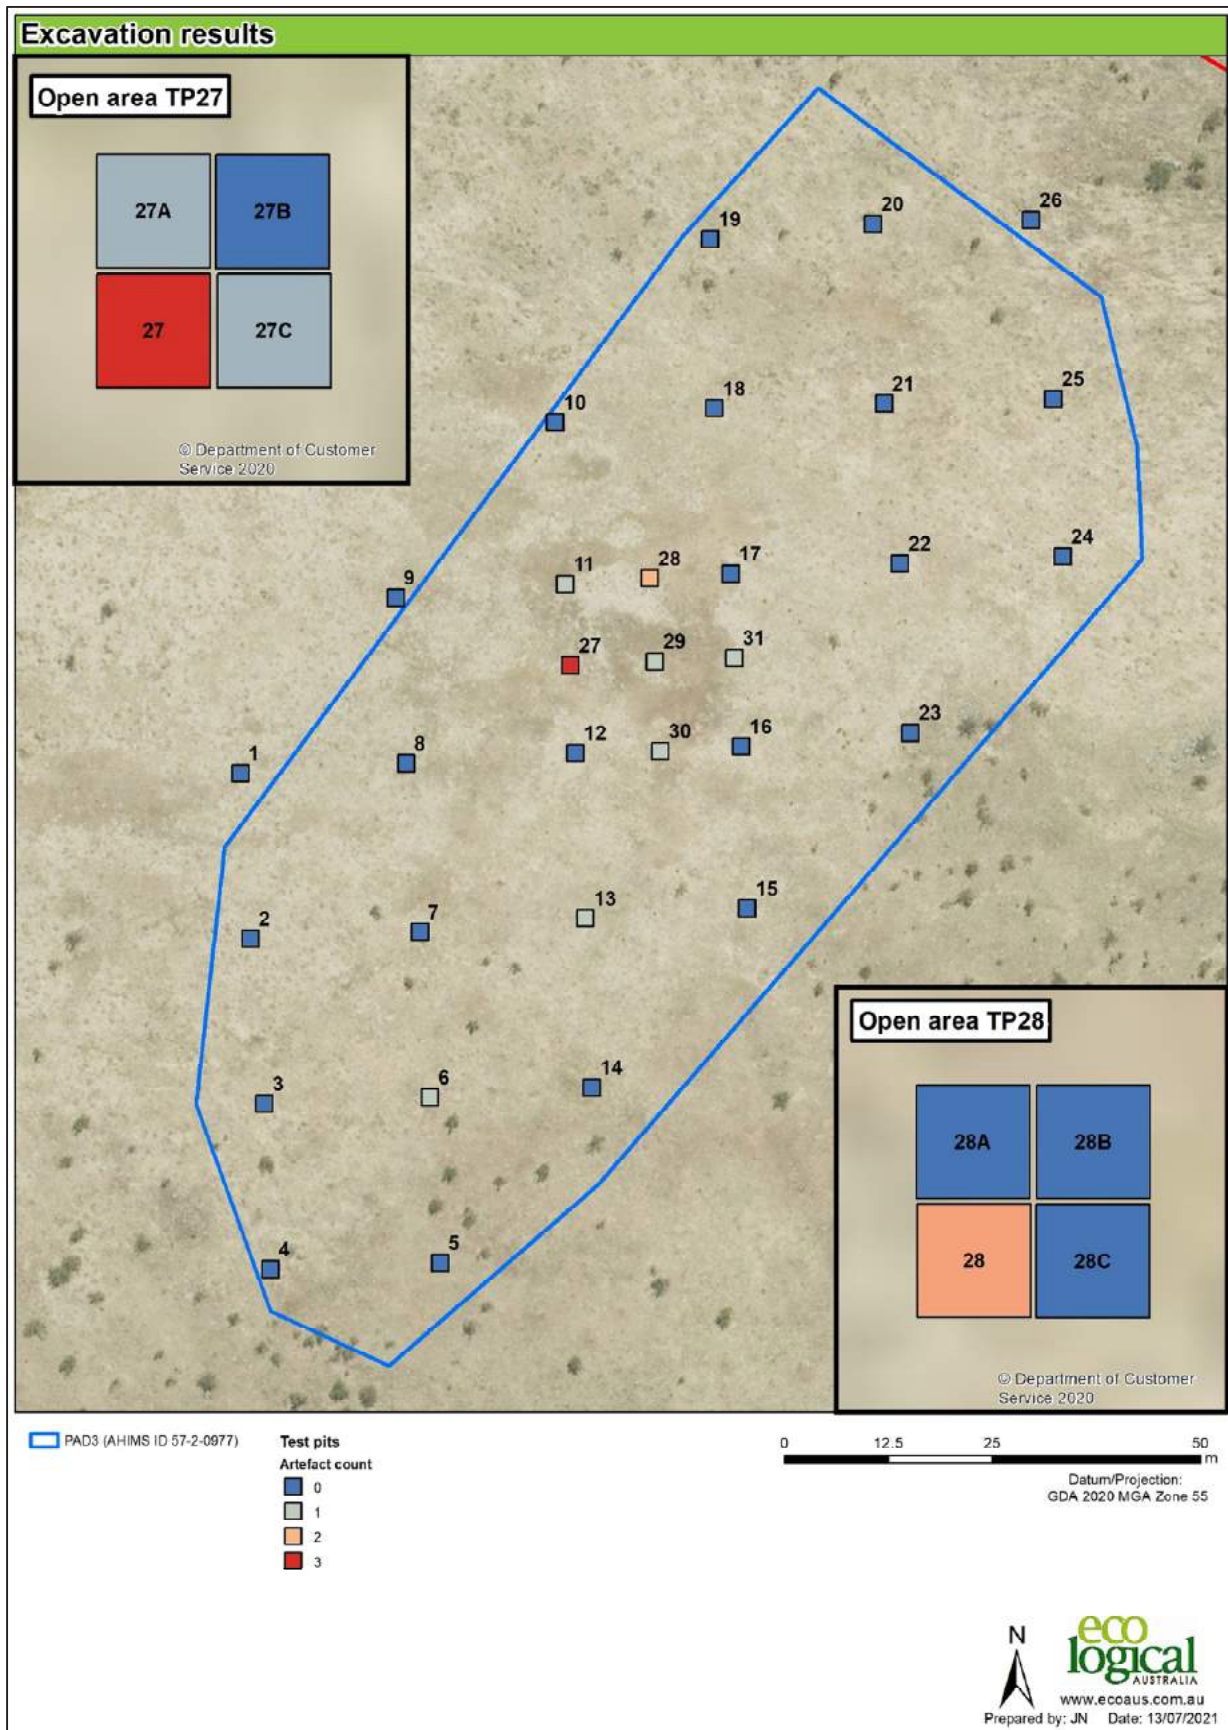 Excavation results
Open area TP27
27A
27B
27
27C
© Department of Customer
Service 2020
19
20
26
10
18
21
25
9
11
28
17
22
24
27
29
31
1
8
12
30
16
23
2
7
13
15
3
6
14
4
5
Open area TP28
28A
28B
28
28C
© Department of Customer
Service 2020
PAD3 (AHIMS ID 57-2-0977)
Test pits
Artefact count
0
1
2
3
0 12.5 25 50
m
Datum/Projection:
GDA 2020 MGA Zone 55
N
eco
logical
AUSTRALIA
www.ecoaus.com.au
Prepared by: JN Date: 13/07/2021